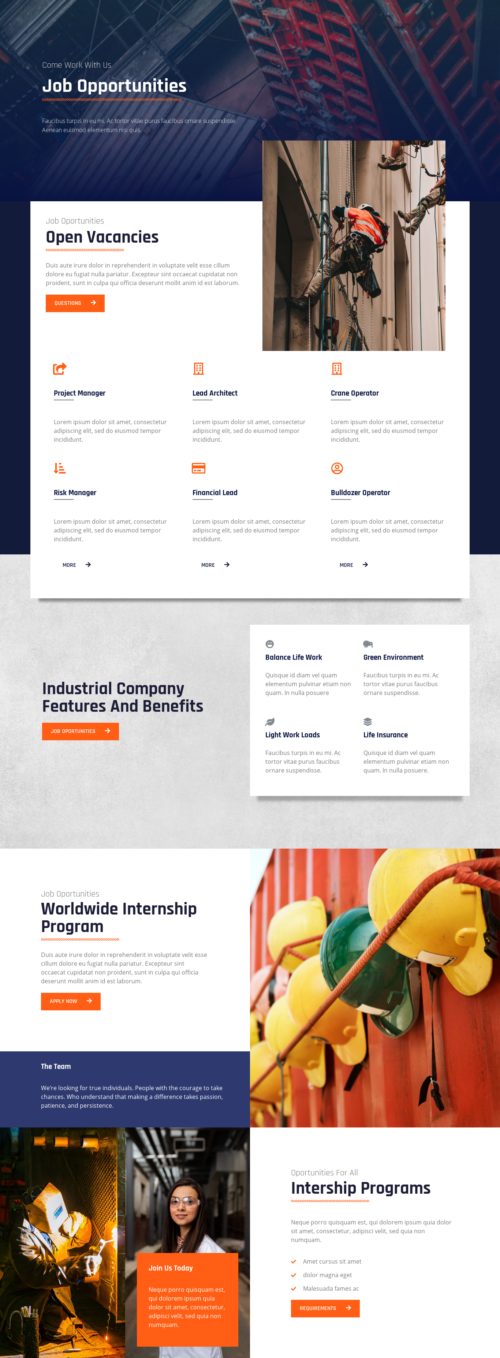 Come Work With Us
Job Opportunities
Faucibus turpis in eu mi. Ac tortor vitae purus faucibus ornare suspendisse.
Aenean euismod elementum nisi quis.
Job Oportunities
Open Vacancies
Duis aute irure dolor in reprehenderit in voluptate velit esse cillum
dolore eu fugiat nulla pariatur. Excepteur sint occaecat cupidatat non
proident, sunt in culpa qui officia deserunt mollit anim id est laborum.
QUESTIONS
Project Manager
Lorem ipsum dolor sit amet, consectetur
adipiscing elit, sed do eiusmod tempor
incididunt.
Lead Architect
Lorem ipsum dolor sit amet, consectetur
adipiscing elit, sed do eiusmod tempor
incididunt.
Crane Operator
Lorem ipsum dolor sit amet, consectetur
adipiscing elit, sed do eiusmod tempor
incididunt.
Risk Manager
Lorem ipsum dolor sit amet, consectetur
adipiscing elit, sed do eiusmod tempor
incididunt.
MORE
Financial Lead
Lorem ipsum dolor sit amet, consectetur
adipiscing elit, sed do eiusmod tempor
incididunt.
MORE
Bulldozer Operator
Lorem ipsum dolor sit amet, consectetur
adipiscing elit, sed do eiusmod tempor
incididunt.
MORE
Industrial Company
Features And Benefits
JOB OPORTUNITIES
Balance Life Work
Quisque id diam vel quam
elementum pulvinar etiam non
quam. In nulla posuere
Green Environment
Faucibus turpis in eu mi. Ac
tortor vitae purus faucibus
ornare suspendisse.
Light Work Loads
Faucibus turpis in eu mi. Ac
tortor vitae purus faucibus
ornare suspendisse.
Life Insurance
Quisque id diam vel quam
elementum pulvinar etiam non
quam. In nulla posuere.
Job Oportunities
Worldwide Internship
Program
Duis aute irure dolor in reprehenderit in voluptate velit esse
cillum dolore eu fugiat nulla pariatur. Excepteur sint
occaecat cupidatat non proident, sunt in culpa qui officia
deserunt mollit anim id est laborum.
APPLY NOW
The Team
We're looking for true individuals. People with the courage to take
chances. Who understand that making a difference takes passion,
patience, and persistence.
Join Us Today
Neque porro quisquam est,
qui dolorem ipsum quia
dolor sit amet, consectetur,
adipisci velit, sed quia non
numquam.
Oportunities For All
Intership Programs
Neque porro quisquam est, qui dolorem ipsum quia dolor
sit amet, consectetur, adipisci velit, sed quia non
numquam.
Amet cursus sit amet
dolor magna eget
Malesuada fames ac
REQUIREMENTS